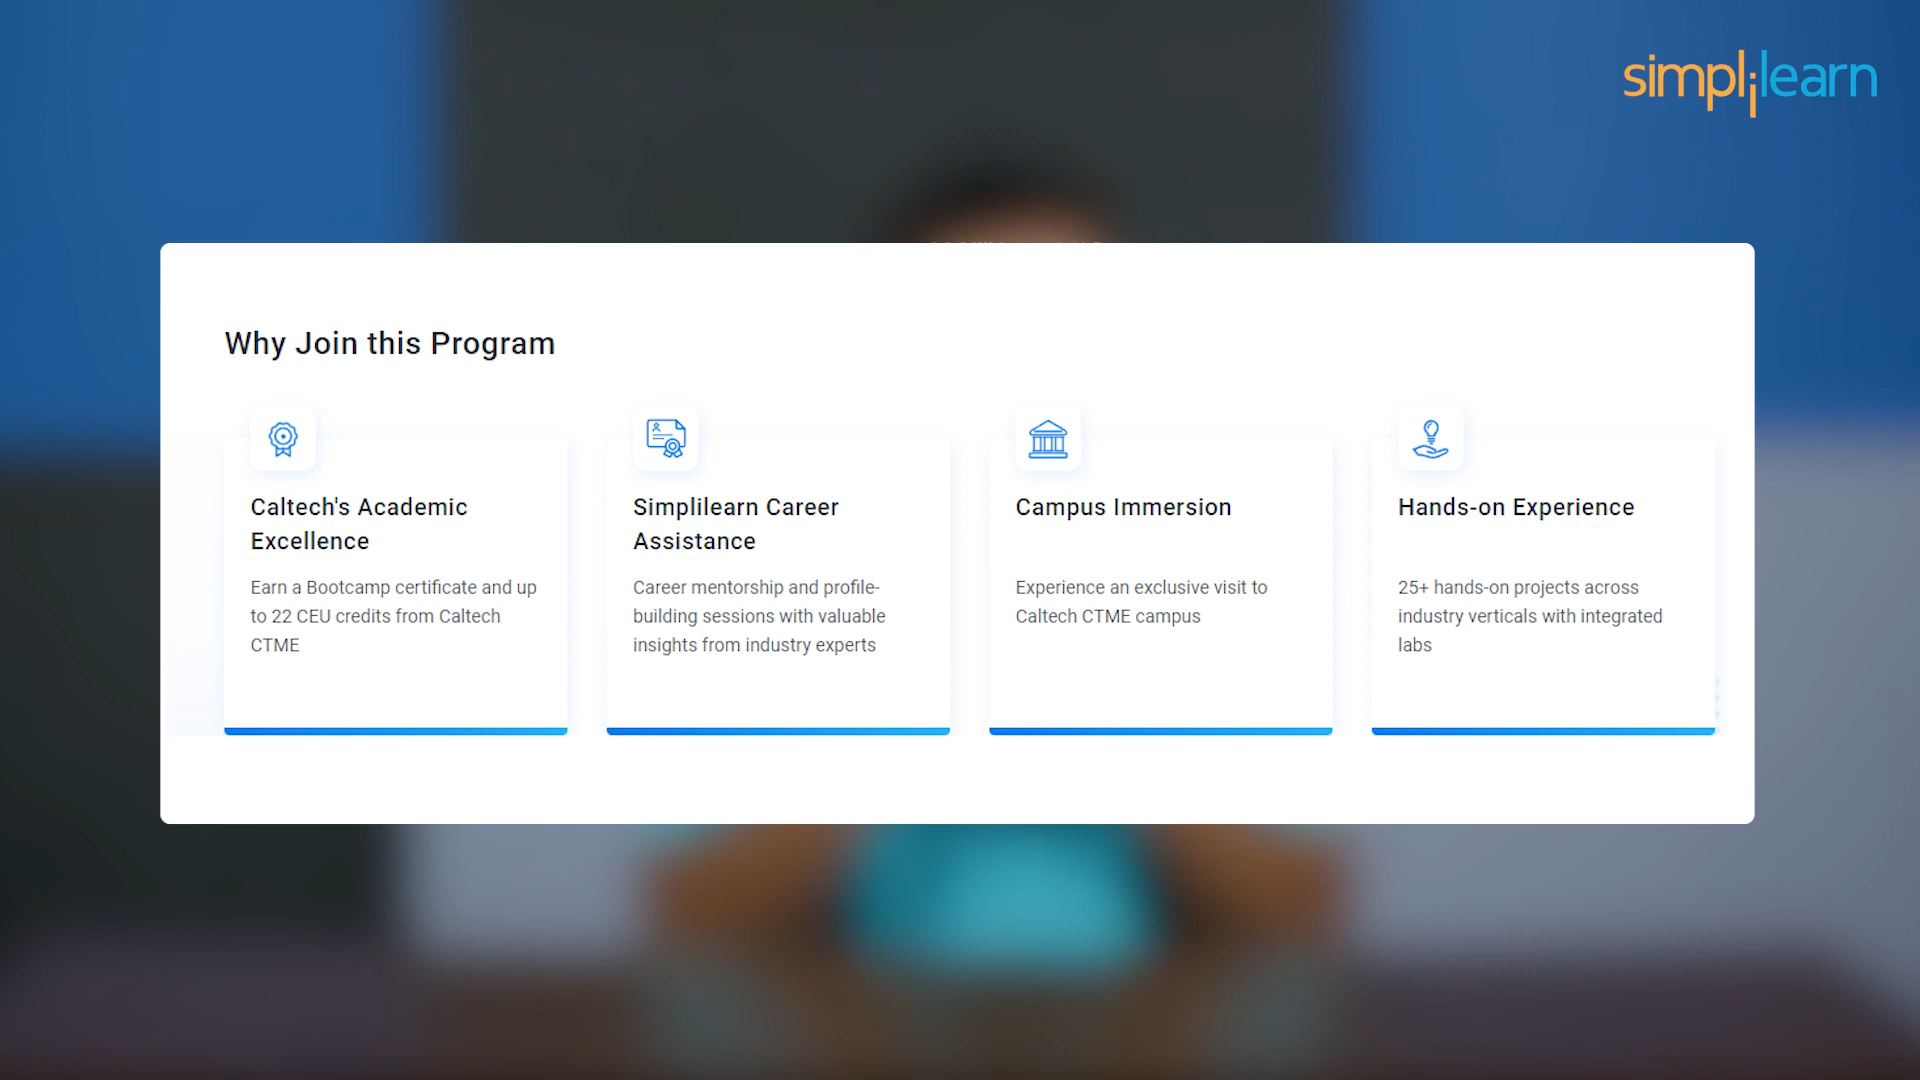 simplilearn
Why Join this Program
Caltech's Academic
Excellence
Earn a Bootcamp certificate and up
to 22 CEU credits from Caltech
CTME
Simplilearn Career
Assistance
Career mentorship and profile-
building sessions with valuable
insights from industry experts
Campus Immersion
Experience an exclusive visit to
Caltech CTME campus
Hands-on Experience
25+ hands-on projects across
industry verticals with integrated
labs